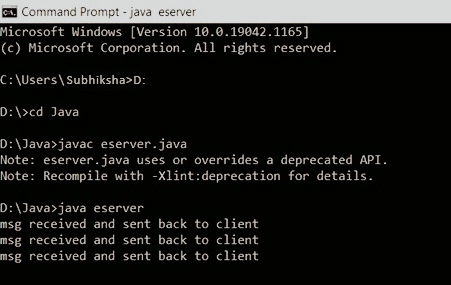 Command Prompt - java  eserver
Microsoft Windows [Version 10.0.19042.1165]
(c) Microsoft Corporation. All rights reserved.
C:\Users\Subhiksha>D:
D:\>cd Java
D:\Java>javac eserver.java
Note: eserver.java uses or overrides a deprecated API.
Note: Recompile with -Xlint:deprecation for details.
D:\Java>java eserver
msg received and sent back to client
msg received and sent back to client
msg received and sent back to client